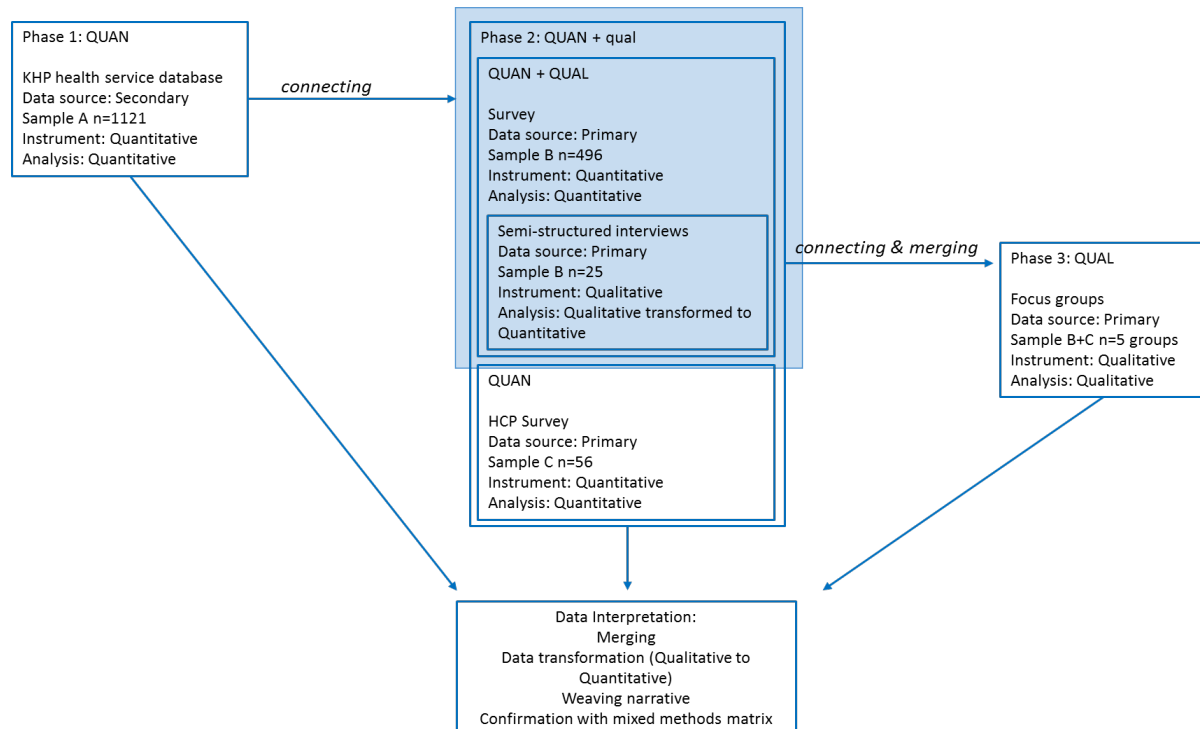 Phase 1: QUAN
KHP health service database
Data source: Secondary
Sample A n=1121
Instrument: Quantitative
Analysis: Quantitative
connecting
Phase 2: QUAN + qual
QUAN + QUAL
Survey
Data source: Primary
Sample B n=496
Instrument: Quantitative
Analysis: Quantitative
Semi-structured interviews
Data source: Primary
Sample B n=25
Instrument: Qualitative
Analysis: Qualitative transformed to
Quantitative
QUAN
HCP Survey
Data source: Primary
Sample C n=56
Instrument: Quantitative
Analysis: Quantitative
connecting & merging
Phase 3: QUAL
Focus groups
Data source: Primary
Sample B+C n=5 groups
Instrument: Qualitative
Analysis: Qualitative
Data Interpretation:
Merging
Data transformation (Qualitative to
Quantitative)
Weaving narrative
Confirmation with mixed methods matrix